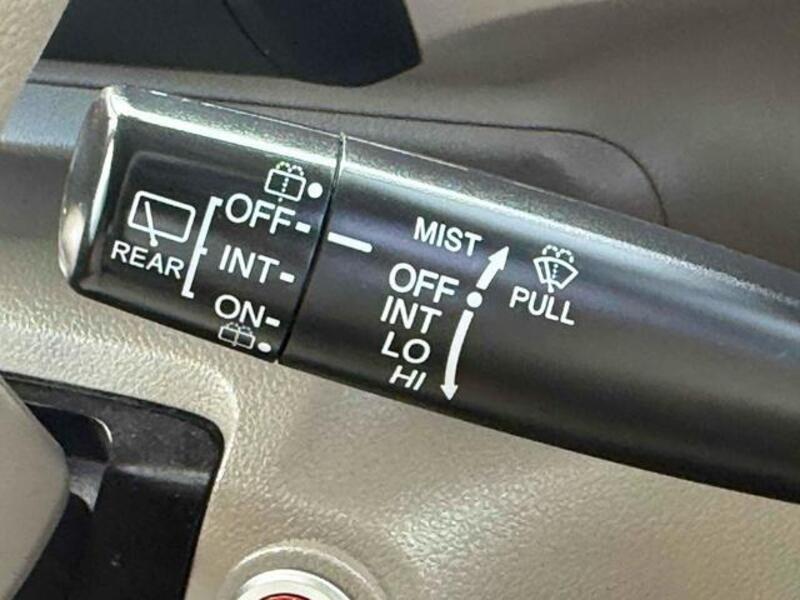 REAR
OFF
INT
ON
MIST
OFF
INT
LO
HI
PULL